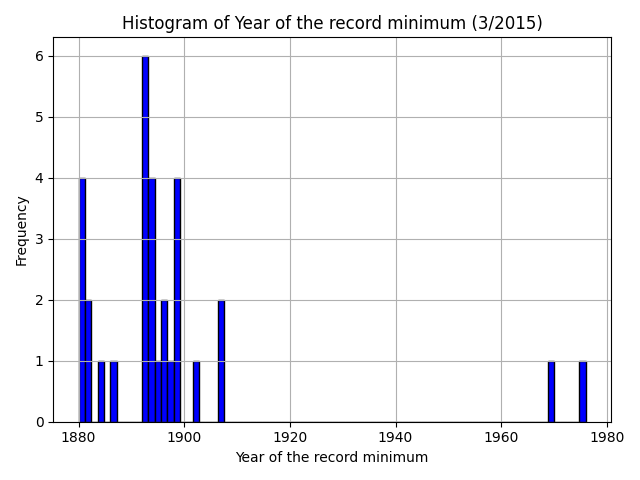 Histogram of Year of the record minimum (3/2015)
6
5
4
3
2
1
0
Frequency
1880 1900 1920 1940 1960 1980
Year of the record minimum